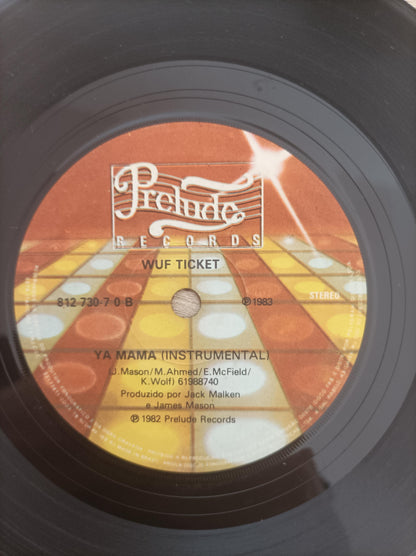 Prelude
RECORDS
WUF TICKET
812 730-7 0 B
℗ 1983
STEREO
YA MAMA (INSTRUMENTAL)
(J. Mason/M. Ahmed/E. McField/
K. Wolf) 61988740
Produzido por Jack Malken
e James Mason
℗ 1982 Prelude Records